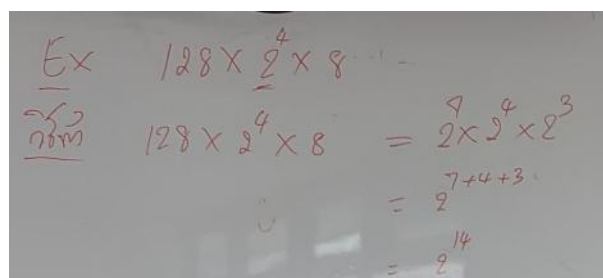 Ex 128 × 2⁴ × 8
วิธีทำ 128 × 2⁴ × 8 = 2⁷ × 2⁴ × 2³
= 2⁷⁺⁴⁺³
= 2¹⁴